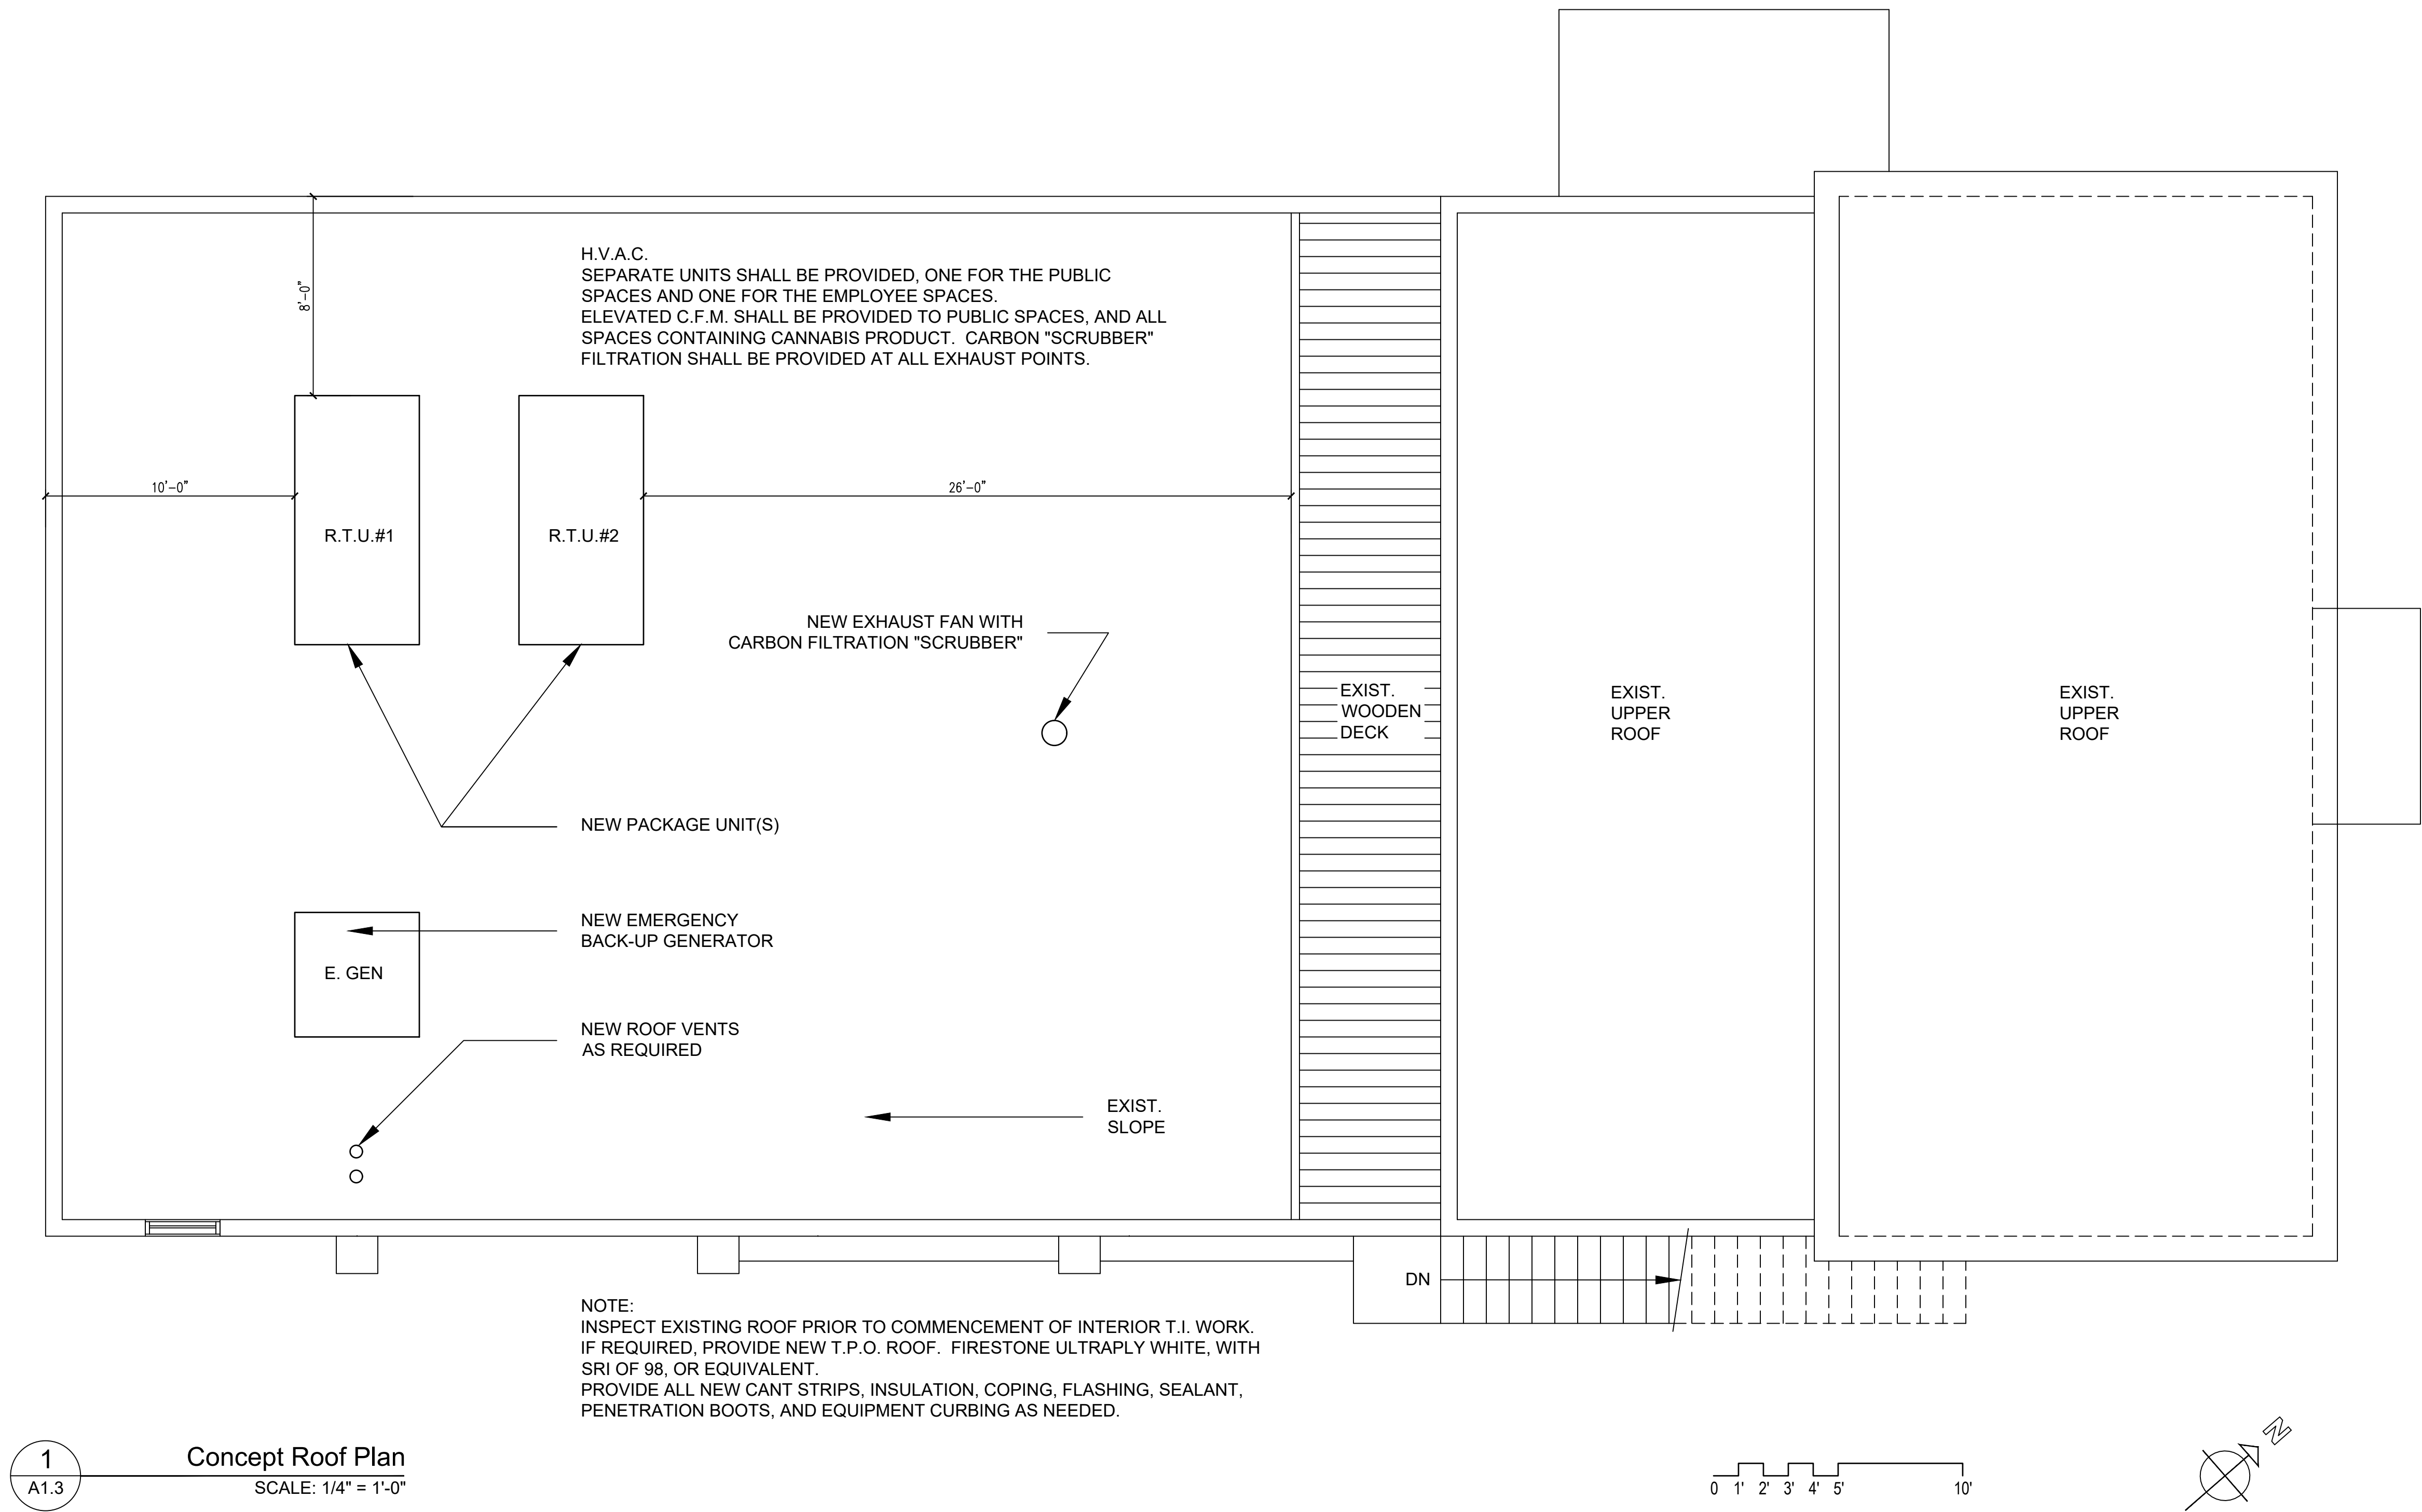 H.V.A.C.
SEPARATE UNITS SHALL BE PROVIDED, ONE FOR THE PUBLIC
SPACES AND ONE FOR THE EMPLOYEE SPACES.
ELEVATED C.F.M. SHALL BE PROVIDED TO PUBLIC SPACES, AND ALL
SPACES CONTAINING CANNABIS PRODUCT.  CARBON "SCRUBBER"
FILTRATION SHALL BE PROVIDED AT ALL EXHAUST POINTS.
8'-0"
10'-0"
26'-0"
R.T.U.#1
R.T.U.#2
NEW EXHAUST FAN WITH
CARBON FILTRATION "SCRUBBER"
EXIST.
WOODEN
DECK
EXIST.
UPPER
ROOF
EXIST.
UPPER
ROOF
NEW PACKAGE UNIT(S)
NEW EMERGENCY
BACK-UP GENERATOR
E. GEN
NEW ROOF VENTS
AS REQUIRED
EXIST.
SLOPE
DN
NOTE:
INSPECT EXISTING ROOF PRIOR TO COMMENCEMENT OF INTERIOR T.I. WORK.
IF REQUIRED, PROVIDE NEW T.P.O. ROOF.  FIRESTONE ULTRAPLY WHITE, WITH
SRI OF 98, OR EQUIVALENT.
PROVIDE ALL NEW CANT STRIPS, INSULATION, COPING, FLASHING, SEALANT,
PENETRATION BOOTS, AND EQUIPMENT CURBING AS NEEDED.
1
A1.3
Concept Roof Plan
SCALE: 1/4" = 1'-0"
0 1' 2' 3' 4' 5' 10'
N